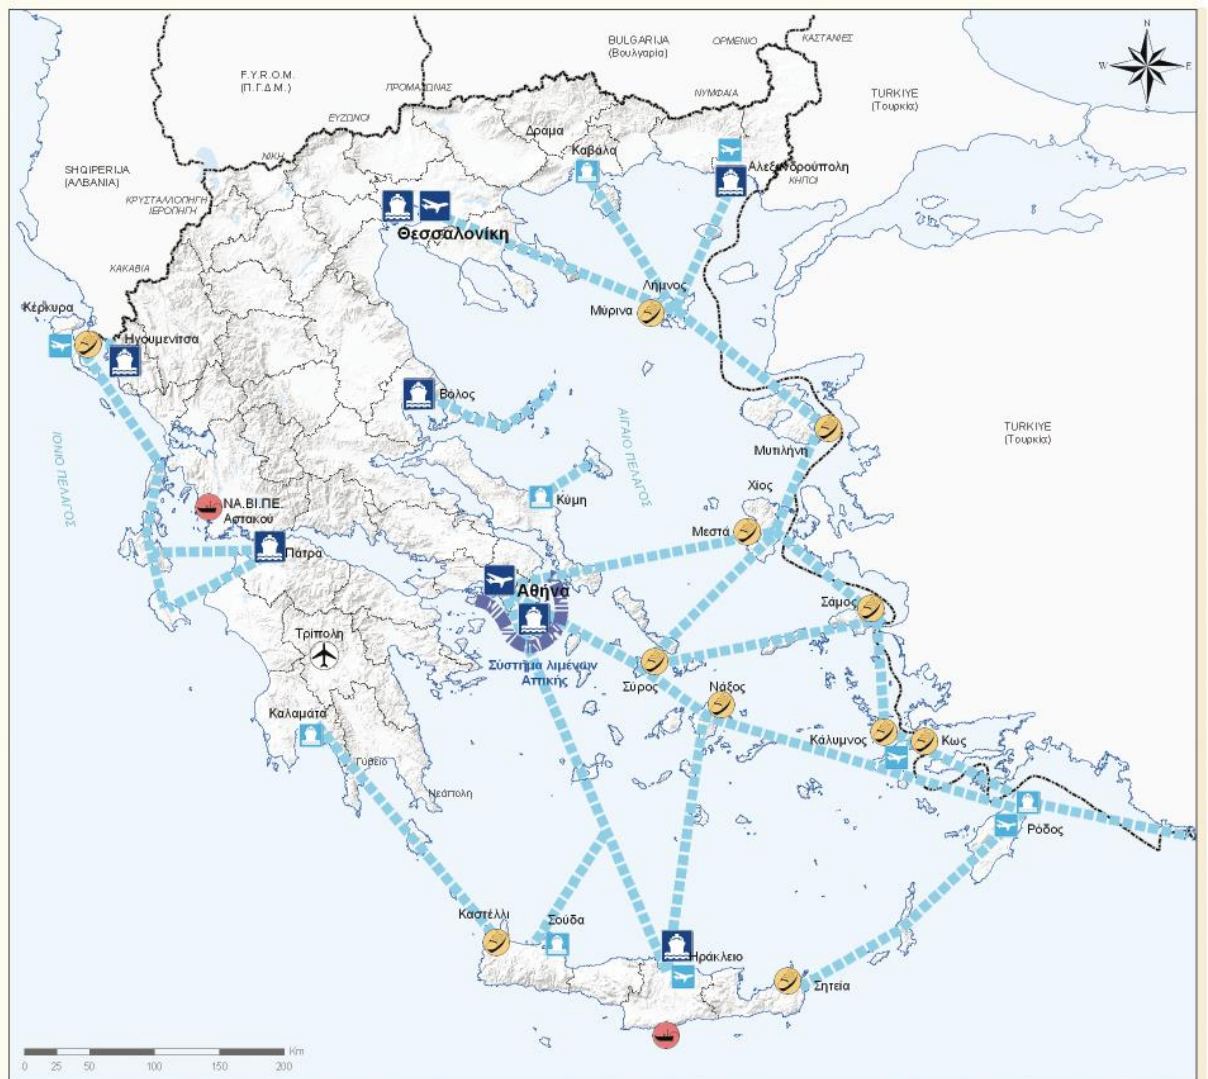 N
W
E
BULGARIJA
(Βουλγαρία)
ΟΡΜΕΝΙΟ
ΚΑΣΤΑΝΙΕΣ
F.Y.R.O.M.
(Π.Γ.Δ.Μ.)
ΠΡΟΜΑΧΩΝΑΣ
ΝΥΜΦΑΙΑ
TURKIYE
(Τουρκία)
ΕΥΖΩΝΟΙ
Δράμα
Καβάλα
ΝΙΚΗ
SHQIPERIJA
(ΑΛΒΑΝΙΑ)
Αλεξανδρούπολη
ΚΗΠΟΙ
ΚΡΥΣΤΑΛΛΟΠΗΓΗ
ΙΕΡΟΠΗΓΗ
Θεσσαλονίκη
ΚΑΚΑΒΙΑ
Λήμνος
Κέρκυρα
Μύρινα
Ηγουμενίτσα
Βόλος
ΑΙΓΑΙΟ ΠΕΛΑΓΟΣ
TURKIYE
(Τουρκία)
ΙΟΝΙΟ ΠΕΛΑΓΟΣ
Μυτιλήνη
Χίος
Κύμη
ΝΑ.ΒΙ.ΠΕ.
Αστακού
Μεστά
Πάτρα
Αθήνα
Σάμος
Τρίπολη
Σύστημα λιμένων
Αττικής
Σύρος
Νάξος
Καλαμάτα
Κάλυμνος
Κως
Γύθειο
Νεάπολη
Ρόδος
Καστέλλι
Σούδα
Ηράκλειο
Σητεία
Km
0 25 50 100 150 200